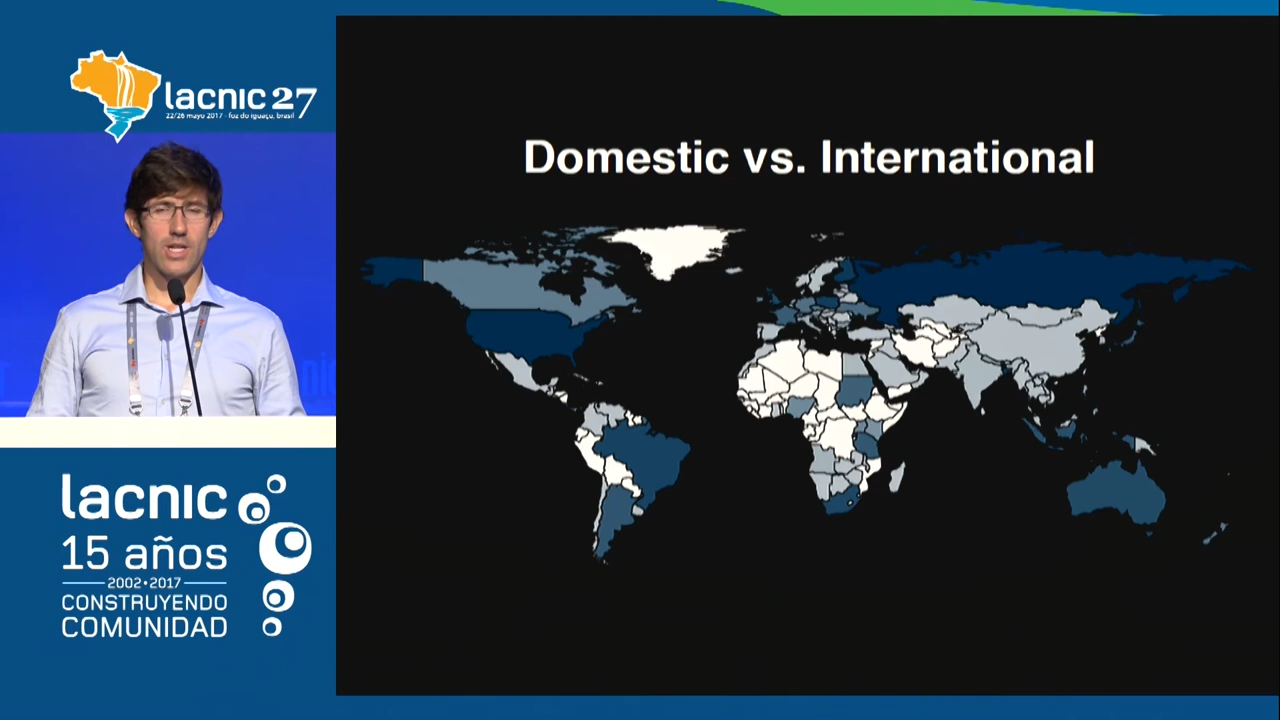 lacnic 27
22/26 mayo 2017 - foz do iguaçu, brasil
Domestic vs. International
lacnic
15 años
2002•2017
CONSTRUYENDO
COMUNIDAD